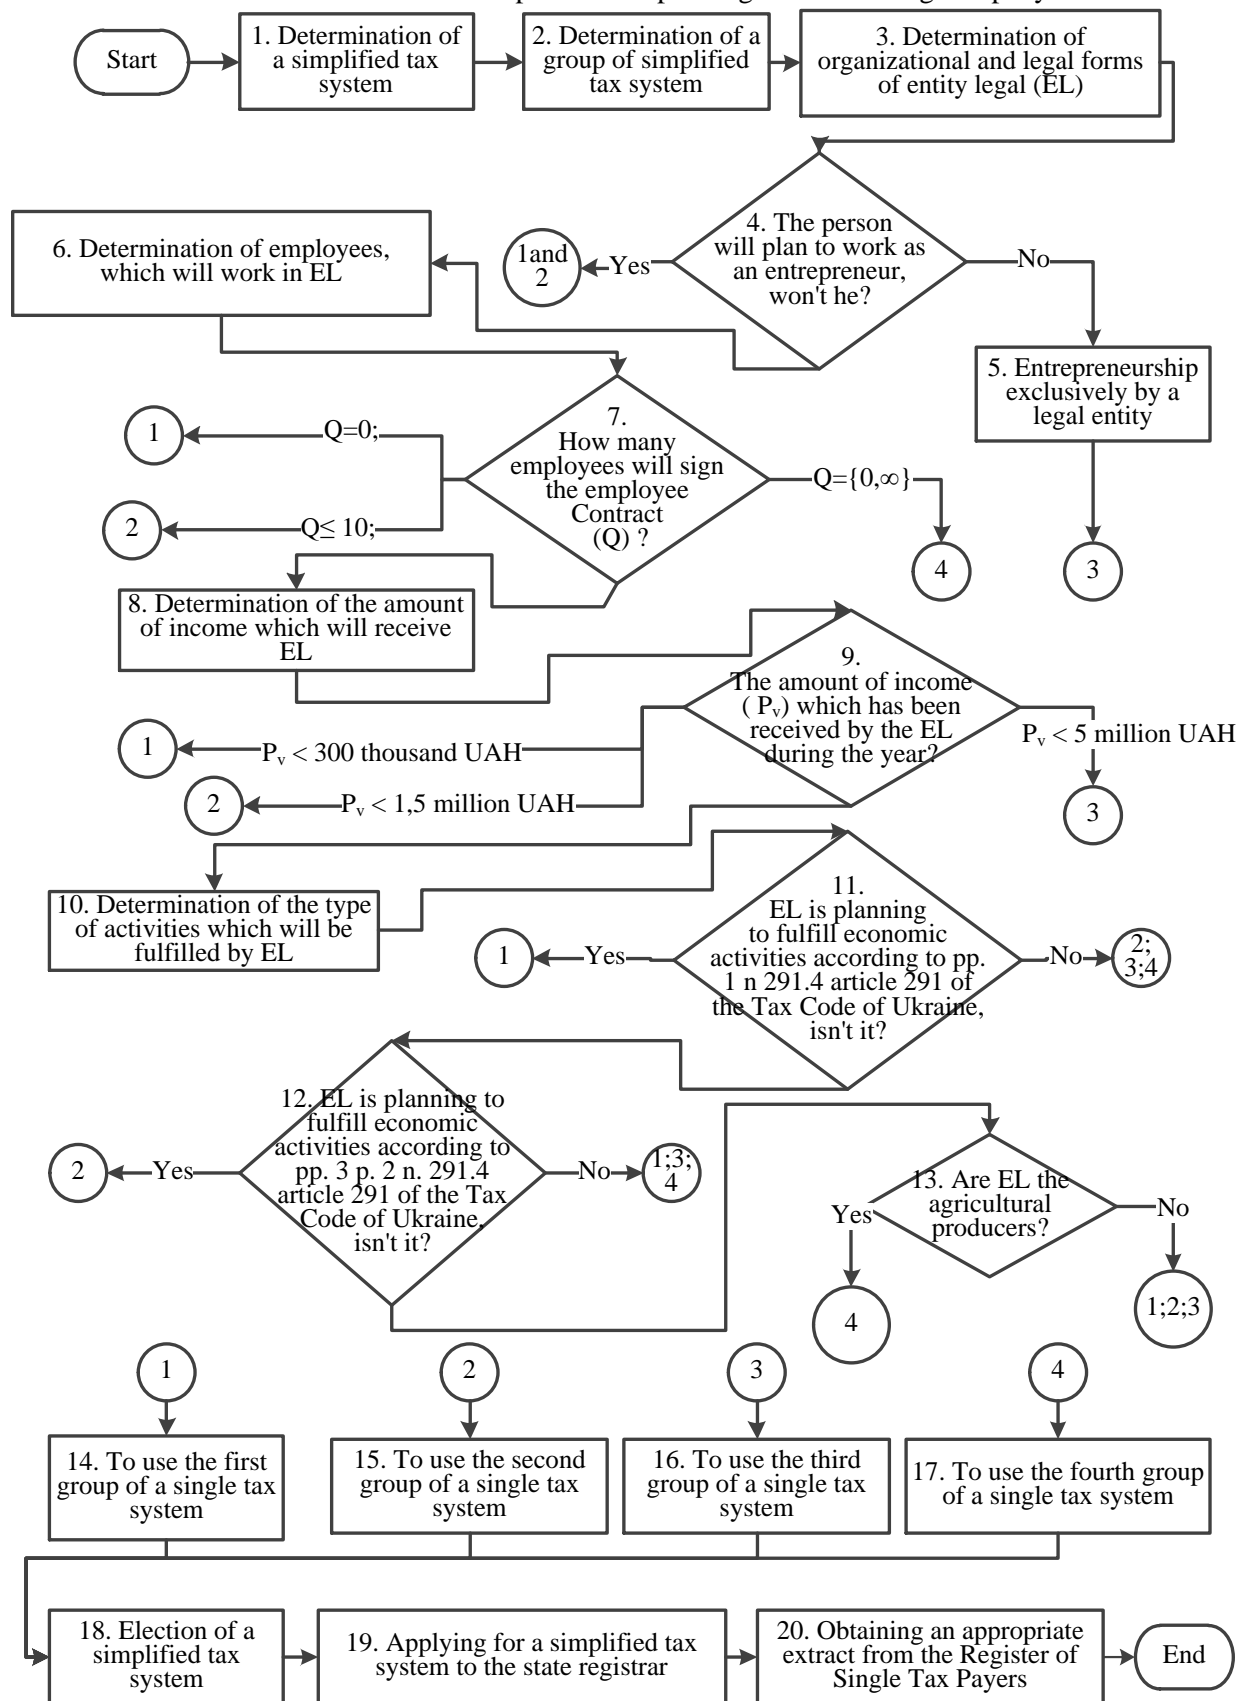 Start
1. Determination of
a simplified tax
system
2. Determination of a
group of simplified
tax system
3. Determination of
organizational and legal forms
of entity legal (EL)
4. The person
will plan to work as
an entrepreneur,
won't he?
Yes
1and
2
No
6. Determination of employees,
which will work in EL
5. Entrepreneurship
exclusively by a
legal entity
3
7.
How many
employees will sign
the employee
Contract
(Q) ?
Q=0;
1
Q≤ 10;
2
Q={0,∞}
4
8. Determination of the amount
of income which will receive
EL
9.
The amount of income
( Pv) which has been
received by the EL
during the year?
Pv < 300 thousand UAH
1
Pv < 1,5 million UAH
2
Pv < 5 million UAH
3
10. Determination of the type
of activities which will be
fulfilled by EL
11.
EL is planning
to fulfill economic
activities according to pp.
1 n 291.4 article 291 of
the Tax Code of Ukraine,
isn't it?
Yes
1
No
2;
3;4
12. EL is planning to
fulfill economic
activities according to
pp. 3 p. 2 n. 291.4
article 291 of the Tax
Code of Ukraine,
isn't it?
Yes
2
No
1;3;
4
13. Are EL the
agricultural
producers?
Yes
4
No
1;2;3
1
2
3
4
14. To use the first
group of a single tax
system
15. To use the second
group of a single tax
system
16. To use the third
group of a single tax
system
17. To use the fourth group
of a single tax system
18. Election of a
simplified tax
system
19. Applying for a simplified tax
system to the state registrar
20. Obtaining an appropriate
extract from the Register of
Single Tax Payers
End